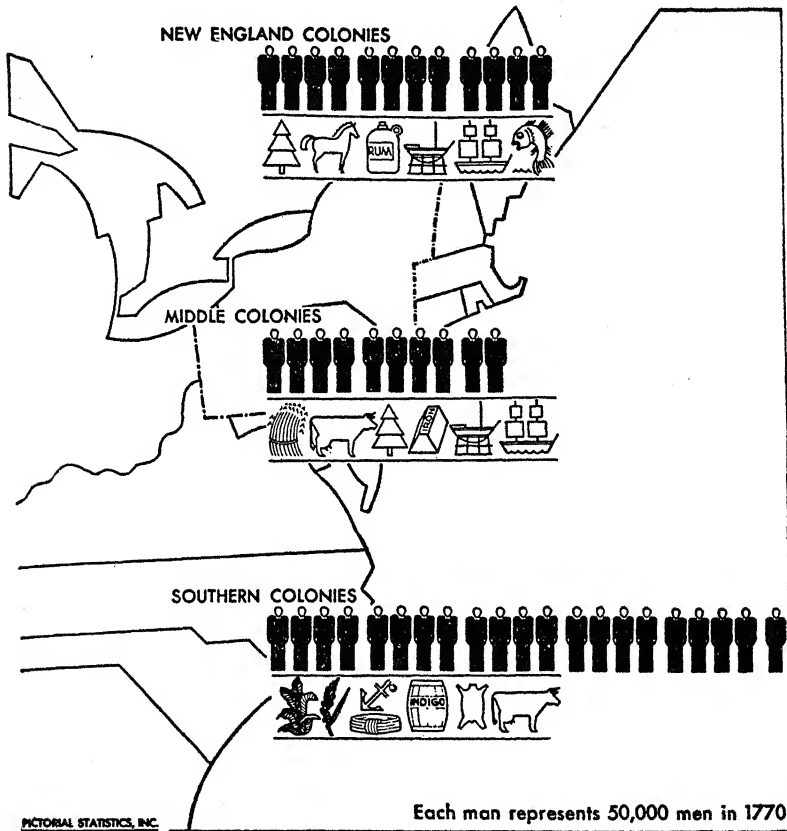 NEW ENGLAND COLONIES
RUM
MIDDLE COLONIES
IRON
SOUTHERN COLONIES
INDIGO
PICTORIAL STATISTICS, INC.
Each man represents 50,000 men in 1770